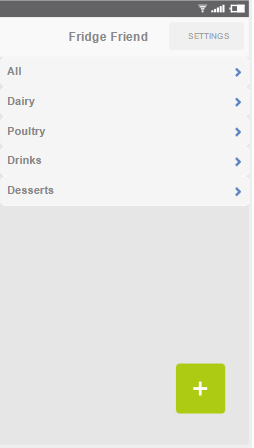 Fridge Friend
SETTINGS
All
Dairy
Poultry
Drinks
Desserts
+